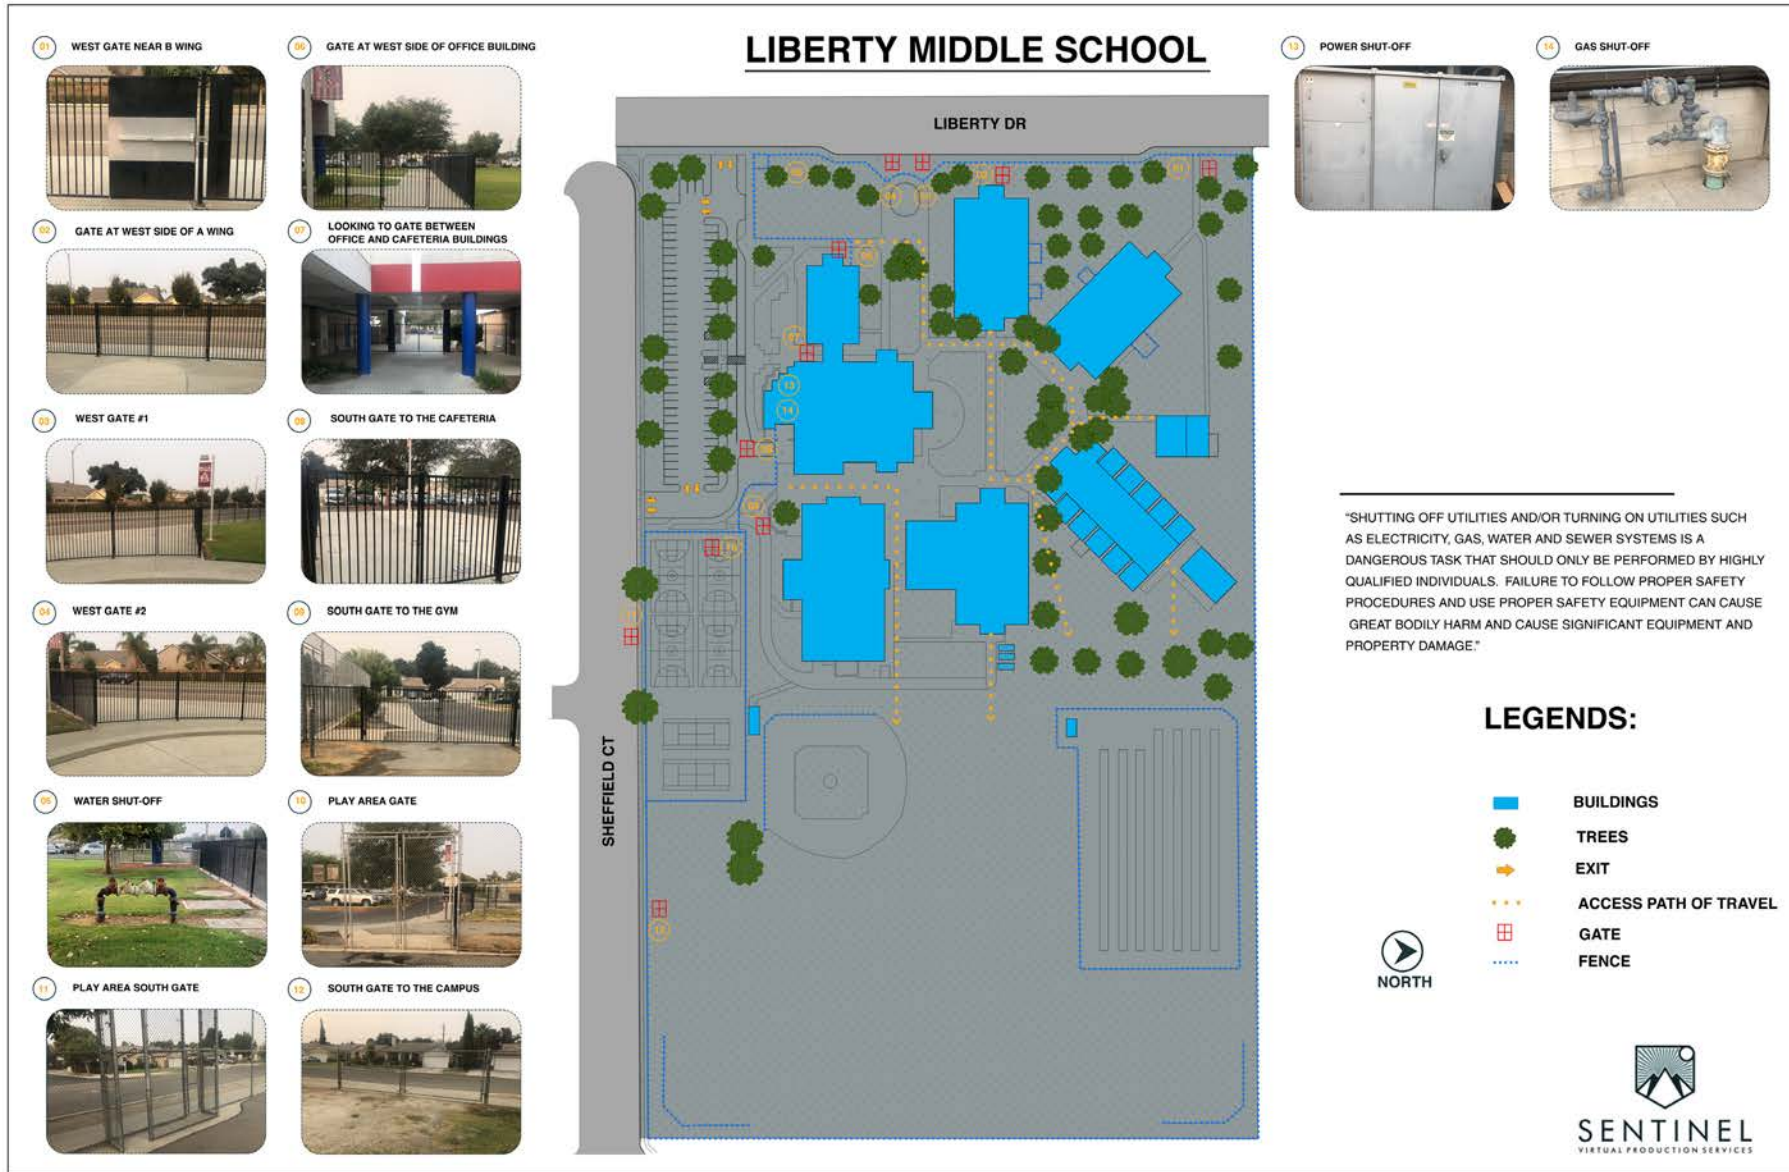 LIBERTY MIDDLE SCHOOL
01 WEST GATE NEAR B WING
06 GATE AT WEST SIDE OF OFFICE BUILDING
02 GATE AT WEST SIDE OF A WING
07 LOOKING TO GATE BETWEEN
OFFICE AND CAFETERIA BUILDINGS
03 WEST GATE #1
08 SOUTH GATE TO THE CAFETERIA
04 WEST GATE #2
09 SOUTH GATE TO THE GYM
05 WATER SHUT-OFF
10 PLAY AREA GATE
11 PLAY AREA SOUTH GATE
12 SOUTH GATE TO THE CAMPUS
13 POWER SHUT-OFF
14 GAS SHUT-OFF
LIBERTY DR
SHEFFIELD CT
07
13
14
12
"SHUTTING OFF UTILITIES AND/OR TURNING ON UTILITIES SUCH
AS ELECTRICITY, GAS, WATER AND SEWER SYSTEMS IS A
DANGEROUS TASK THAT SHOULD ONLY BE PERFORMED BY HIGHLY
QUALIFIED INDIVIDUALS. FAILURE TO FOLLOW PROPER SAFETY
PROCEDURES AND USE PROPER SAFETY EQUIPMENT CAN CAUSE
GREAT BODILY HARM AND CAUSE SIGNIFICANT EQUIPMENT AND
PROPERTY DAMAGE."
LEGENDS:
BUILDINGS
TREES
EXIT
ACCESS PATH OF TRAVEL
GATE
FENCE
NORTH
SENTINEL
VIRTUAL PRODUCTION SERVICES